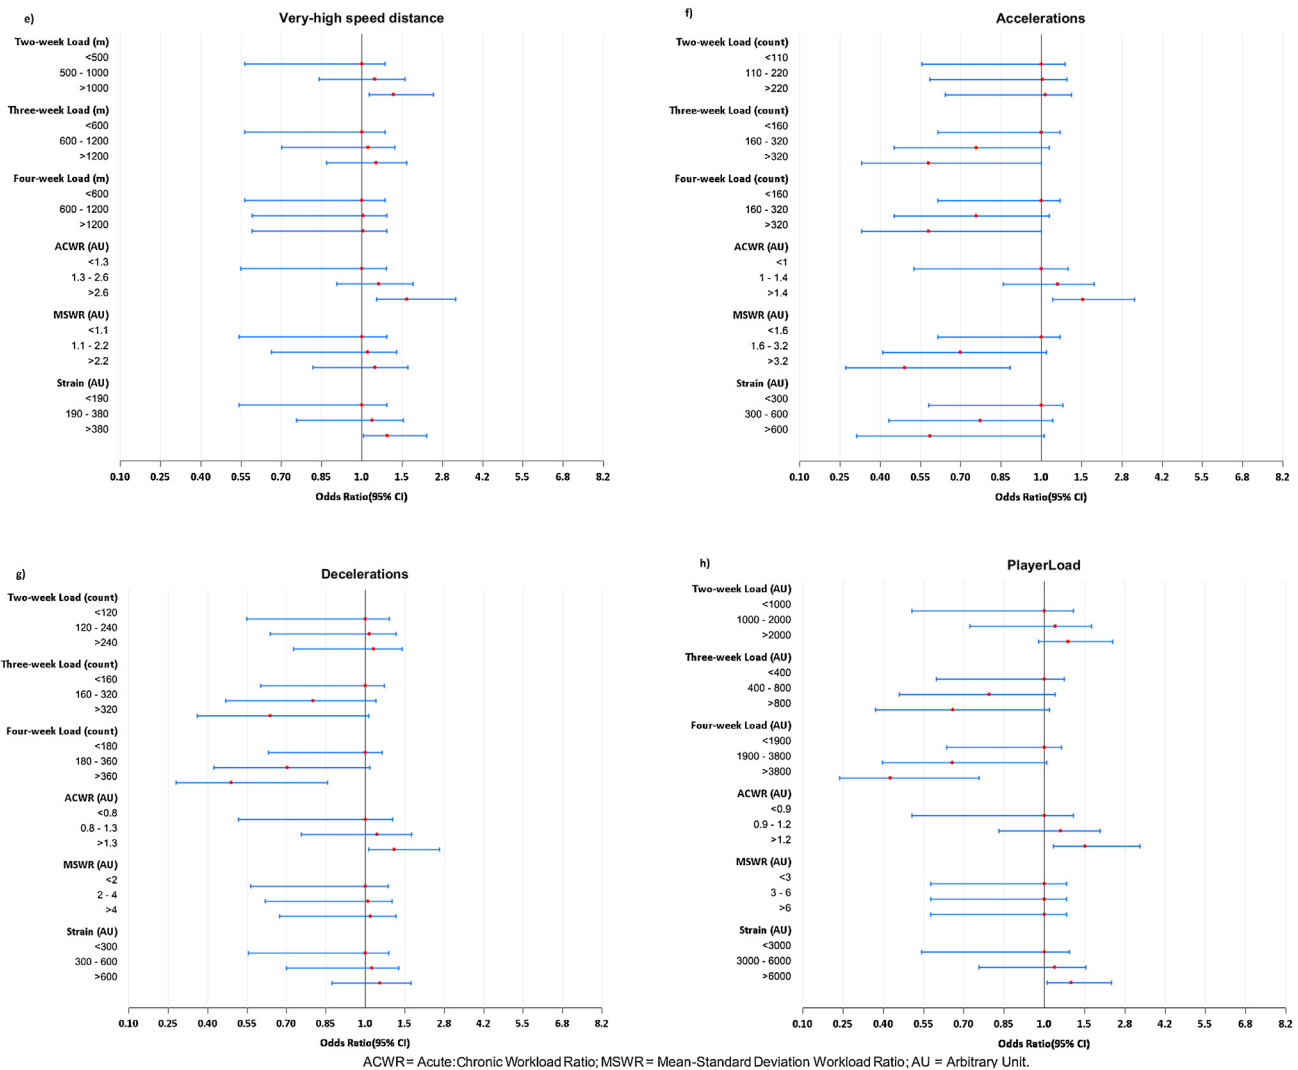 e)
Very-high speed distance
Two-week Load (m)
<500
500 - 1000
>1000
Three-week Load (m)
<600
600 - 1200
>1200
Four-week Load (m)
<600
600 - 1200
>1200
ACWR (AU)
<1.3
1.3 - 2.6
>2.6
MSWR (AU)
<1.1
1.1 - 2.2
>2.2
Strain (AU)
<190
190 - 380
>380
0.10 0.25 0.40 0.55 0.70 0.85 1.0 1.5 2.8 4.2 5.5 6.8 8.2
Odds Ratio(95% CI)
f)
Accelerations
Two-week Load (count)
<110
110 - 220
>220
Three-week Load (count)
<160
160 - 320
>320
Four-week Load (count)
<160
160 - 320
>320
ACWR (AU)
<1
1 - 1.4
>1.4
MSWR (AU)
<1.6
1.6 - 3.2
>3.2
Strain (AU)
<300
300 - 600
>600
0.10 0.25 0.40 0.55 0.70 0.85 1.0 1.5 2.8 4.2 5.5 6.8 8.2
Odds Ratio(95% CI)
g)
Decelerations
Two-week Load (count)
<120
120 - 240
>240
Three-week Load (count)
<160
160 - 320
>320
Four-week Load (count)
<180
180 - 360
>360
ACWR (AU)
<0.8
0.8 - 1.3
>1.3
MSWR (AU)
<2
2 - 4
>4
Strain (AU)
<300
300 - 600
>600
0.10 0.25 0.40 0.55 0.70 0.85 1.0 1.5 2.8 4.2 5.5 6.8 8.2
Odds Ratio(95% CI)
h)
PlayerLoad
Two-week Load (AU)
<1000
1000 - 2000
>2000
Three-week Load (AU)
<400
400 - 800
>800
Four-week Load (AU)
<1900
1900 - 3800
>3800
ACWR (AU)
<0.9
0.9 - 1.2
>1.2
MSWR (AU)
<3
3 - 6
>6
Strain (AU)
<3000
3000 - 6000
>6000
0.10 0.25 0.40 0.55 0.70 0.85 1.0 1.5 2.8 4.2 5.5 6.8 8.2
Odds Ratio(95% CI)
ACWR = Acute:Chronic Workload Ratio; MSWR = Mean-Standard Deviation Workload Ratio; AU = Arbitrary Unit.